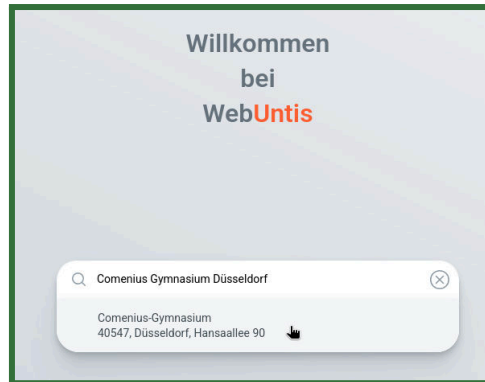 Willkommen
bei
WebUntis
Comenius Gymnasium Düsseldorf
Comenius-Gymnasium
40547, Düsseldorf, Hansaallee 90